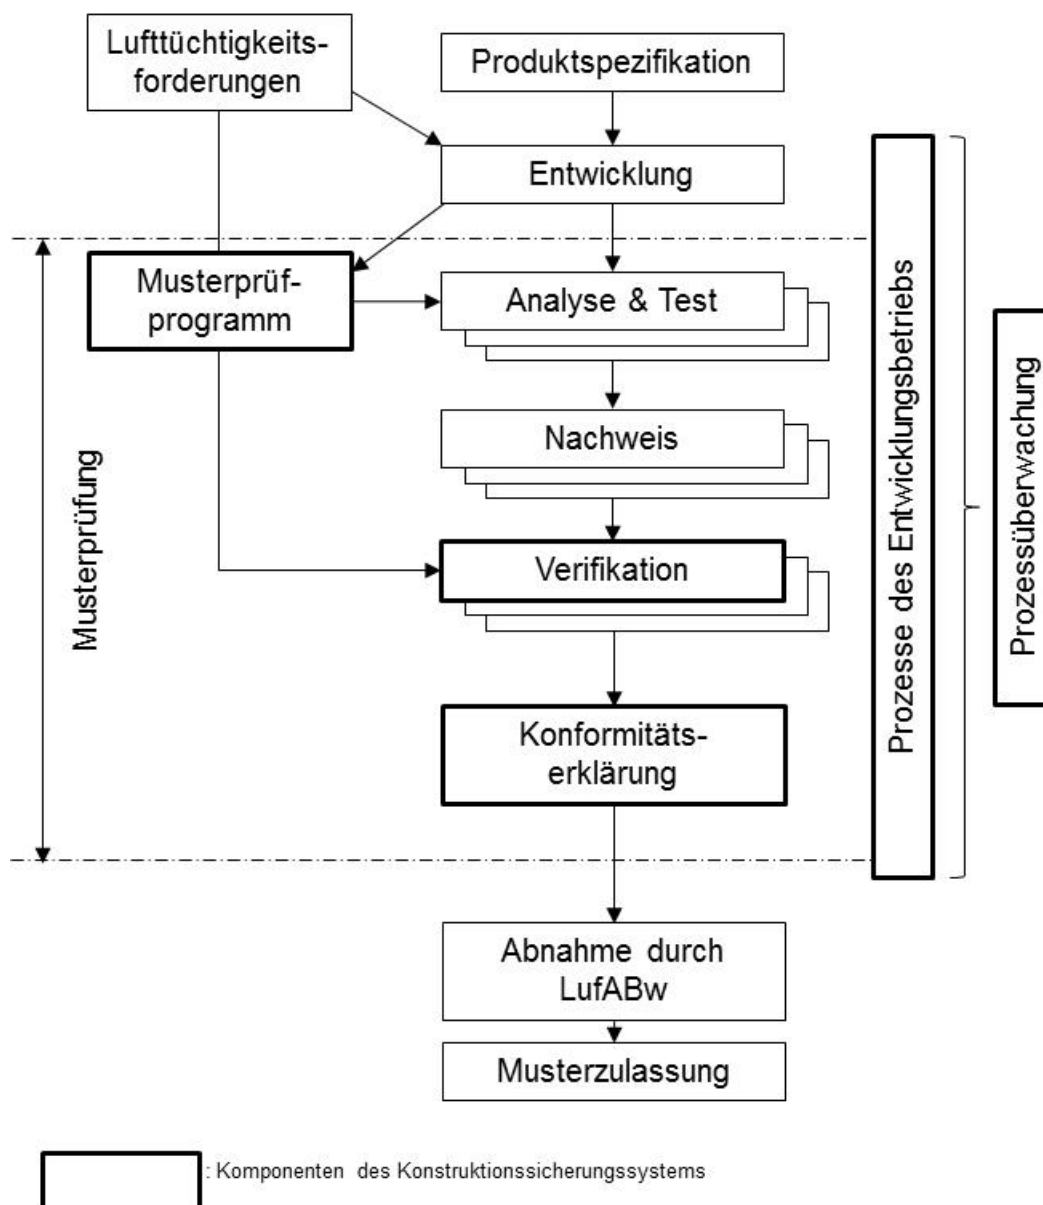 Lufttüchtigkeits-
forderungen
Produktspezifikation
Entwicklung
Musterprüf-
programm
Analyse & Test
Nachweis
Verifikation
Konformitäts-
erklärung
Abnahme durch
LufABw
Musterzulassung
Musterprüfung
Prozesse des Entwicklungsbetriebs
Prozessüberwachung
: Komponenten des Konstruktionssicherungssystems